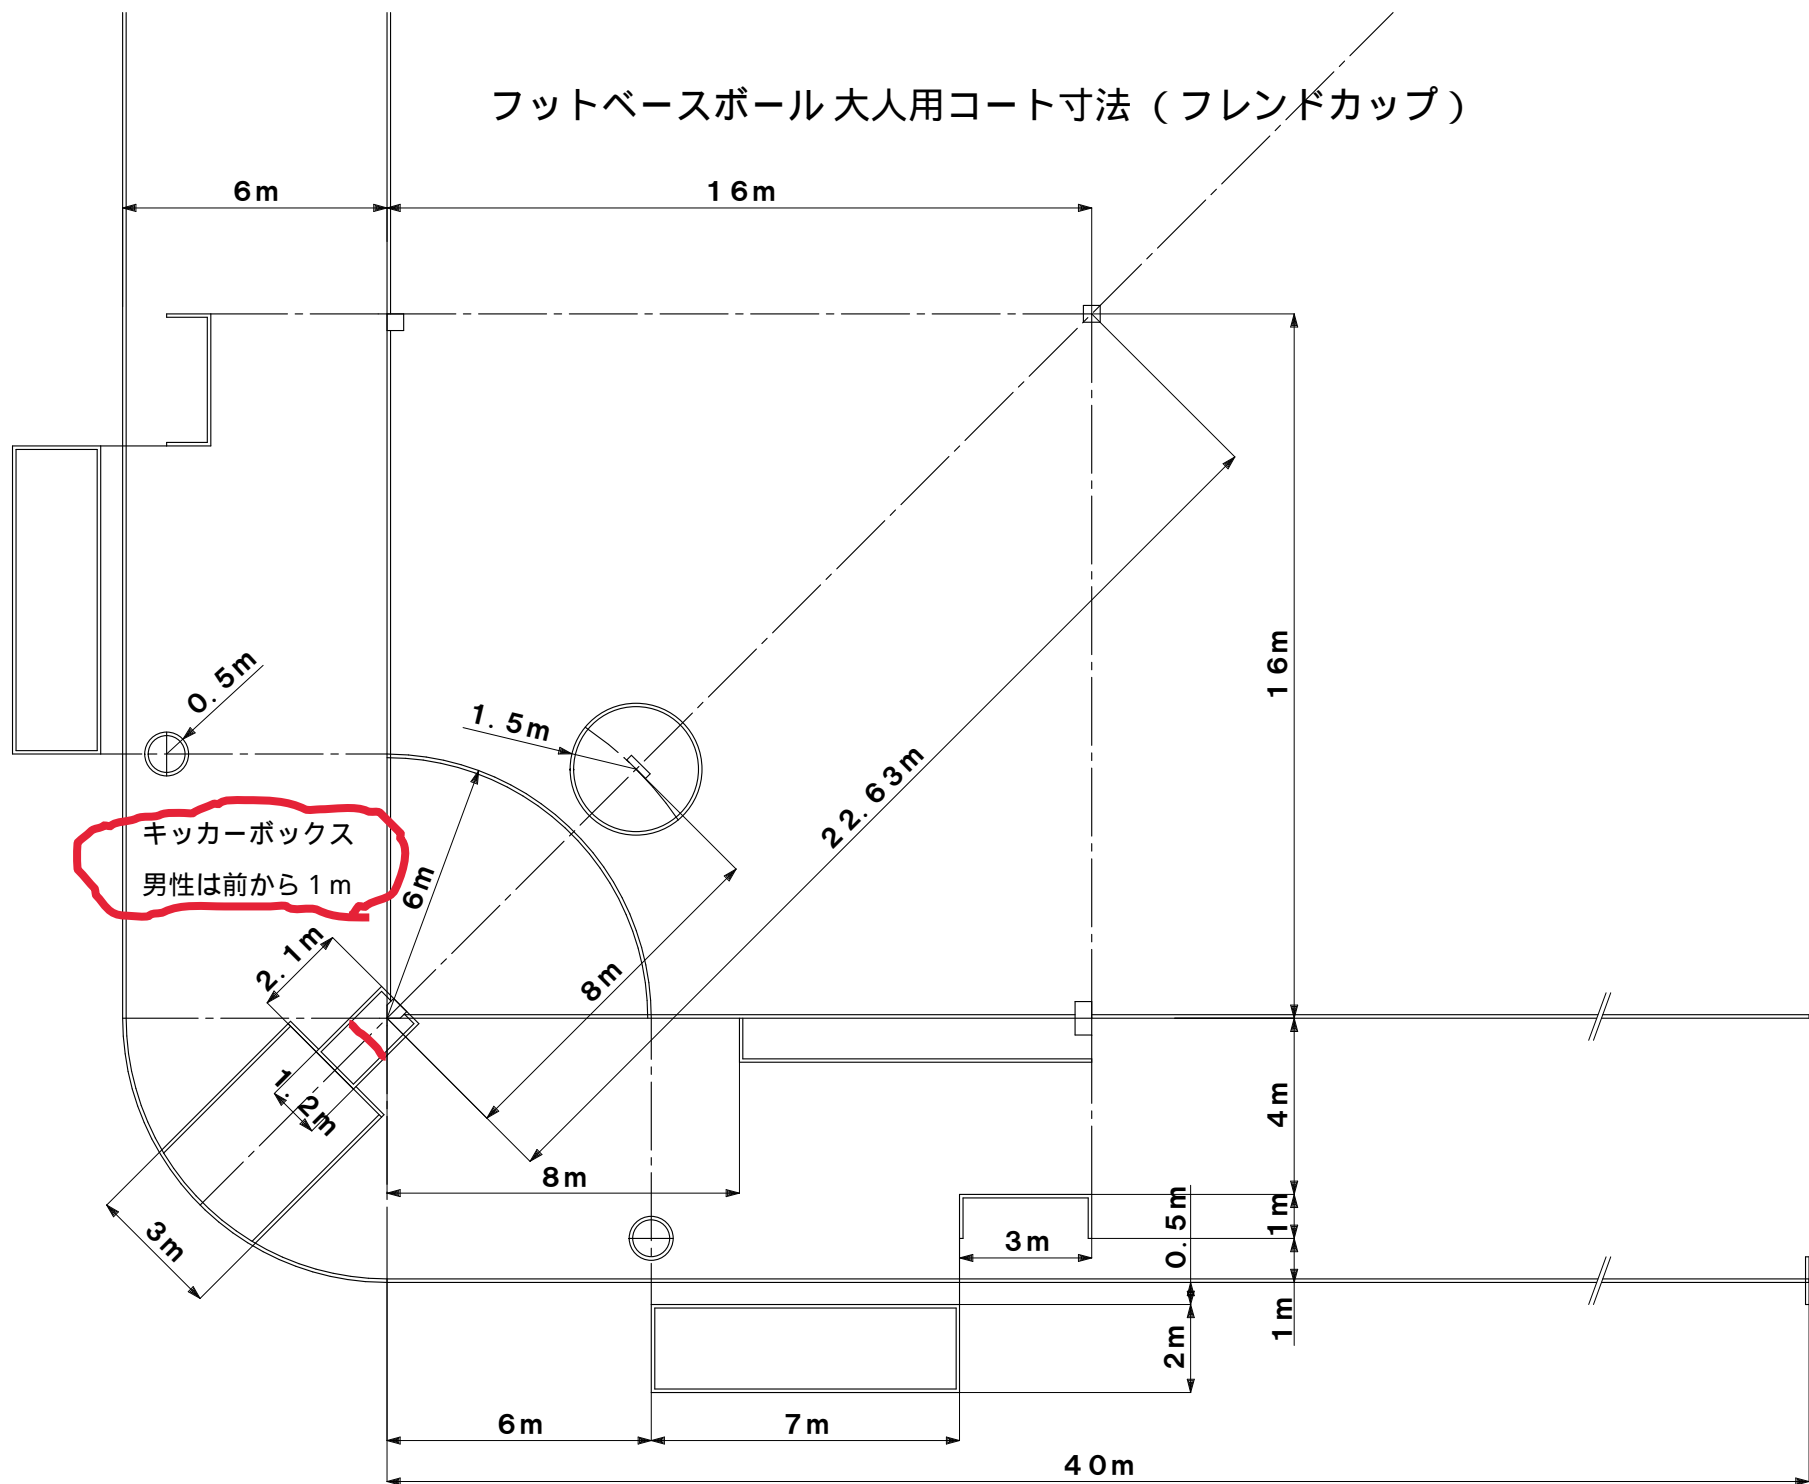 フットベースボール 大人用コート寸法（フレンドカップ）
6m
16m
0.5m
1.5m
16m
22.63m
キッカーボックス
男性は前から１ｍ
6m
2.1m
8m
1.2m
4m
8m
3m
0.5m
1m
3m
1m
2m
6m
7m
40m